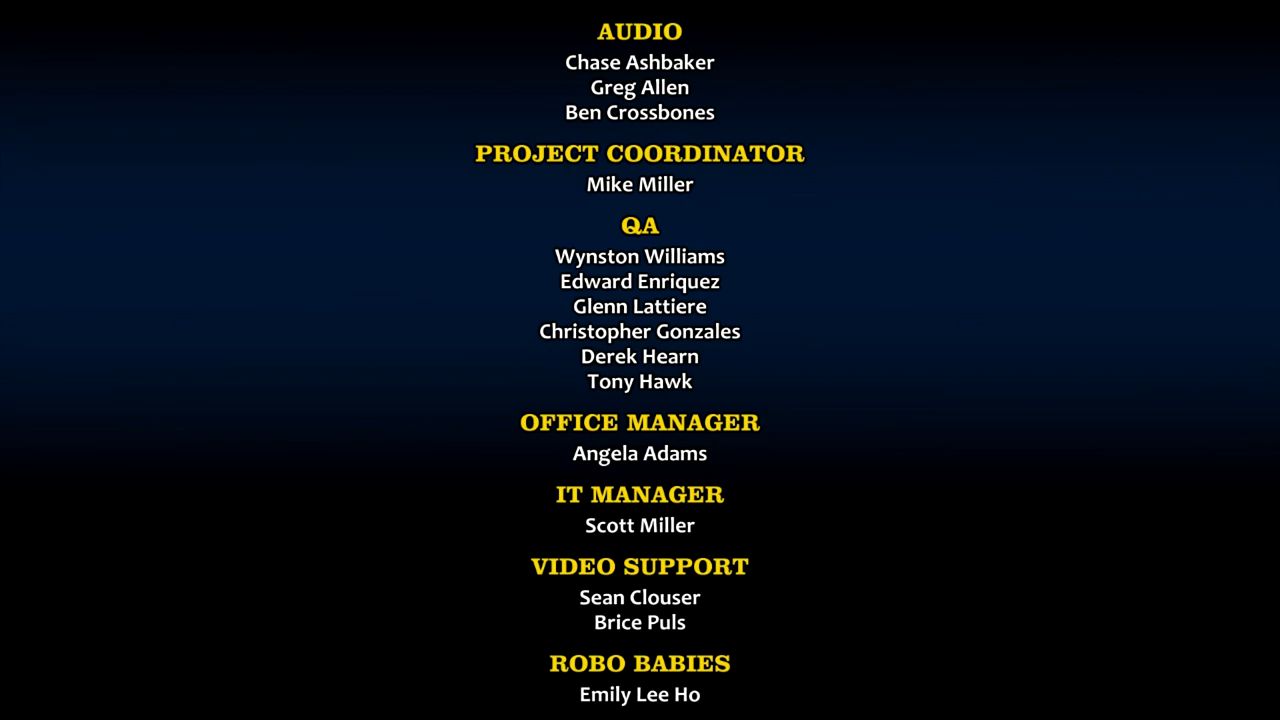 AUDIO
Chase Ashbaker
Greg Allen
Ben Crossbones
PROJECT COORDINATOR
Mike Miller
QA
Wynston Williams
Edward Enriquez
Glenn Lattiere
Christopher Gonzales
Derek Hearn
Tony Hawk
OFFICE MANAGER
Angela Adams
IT MANAGER
Scott Miller
VIDEO SUPPORT
Sean Clouser
Brice Puls
ROBO BABIES
Emily Lee Ho